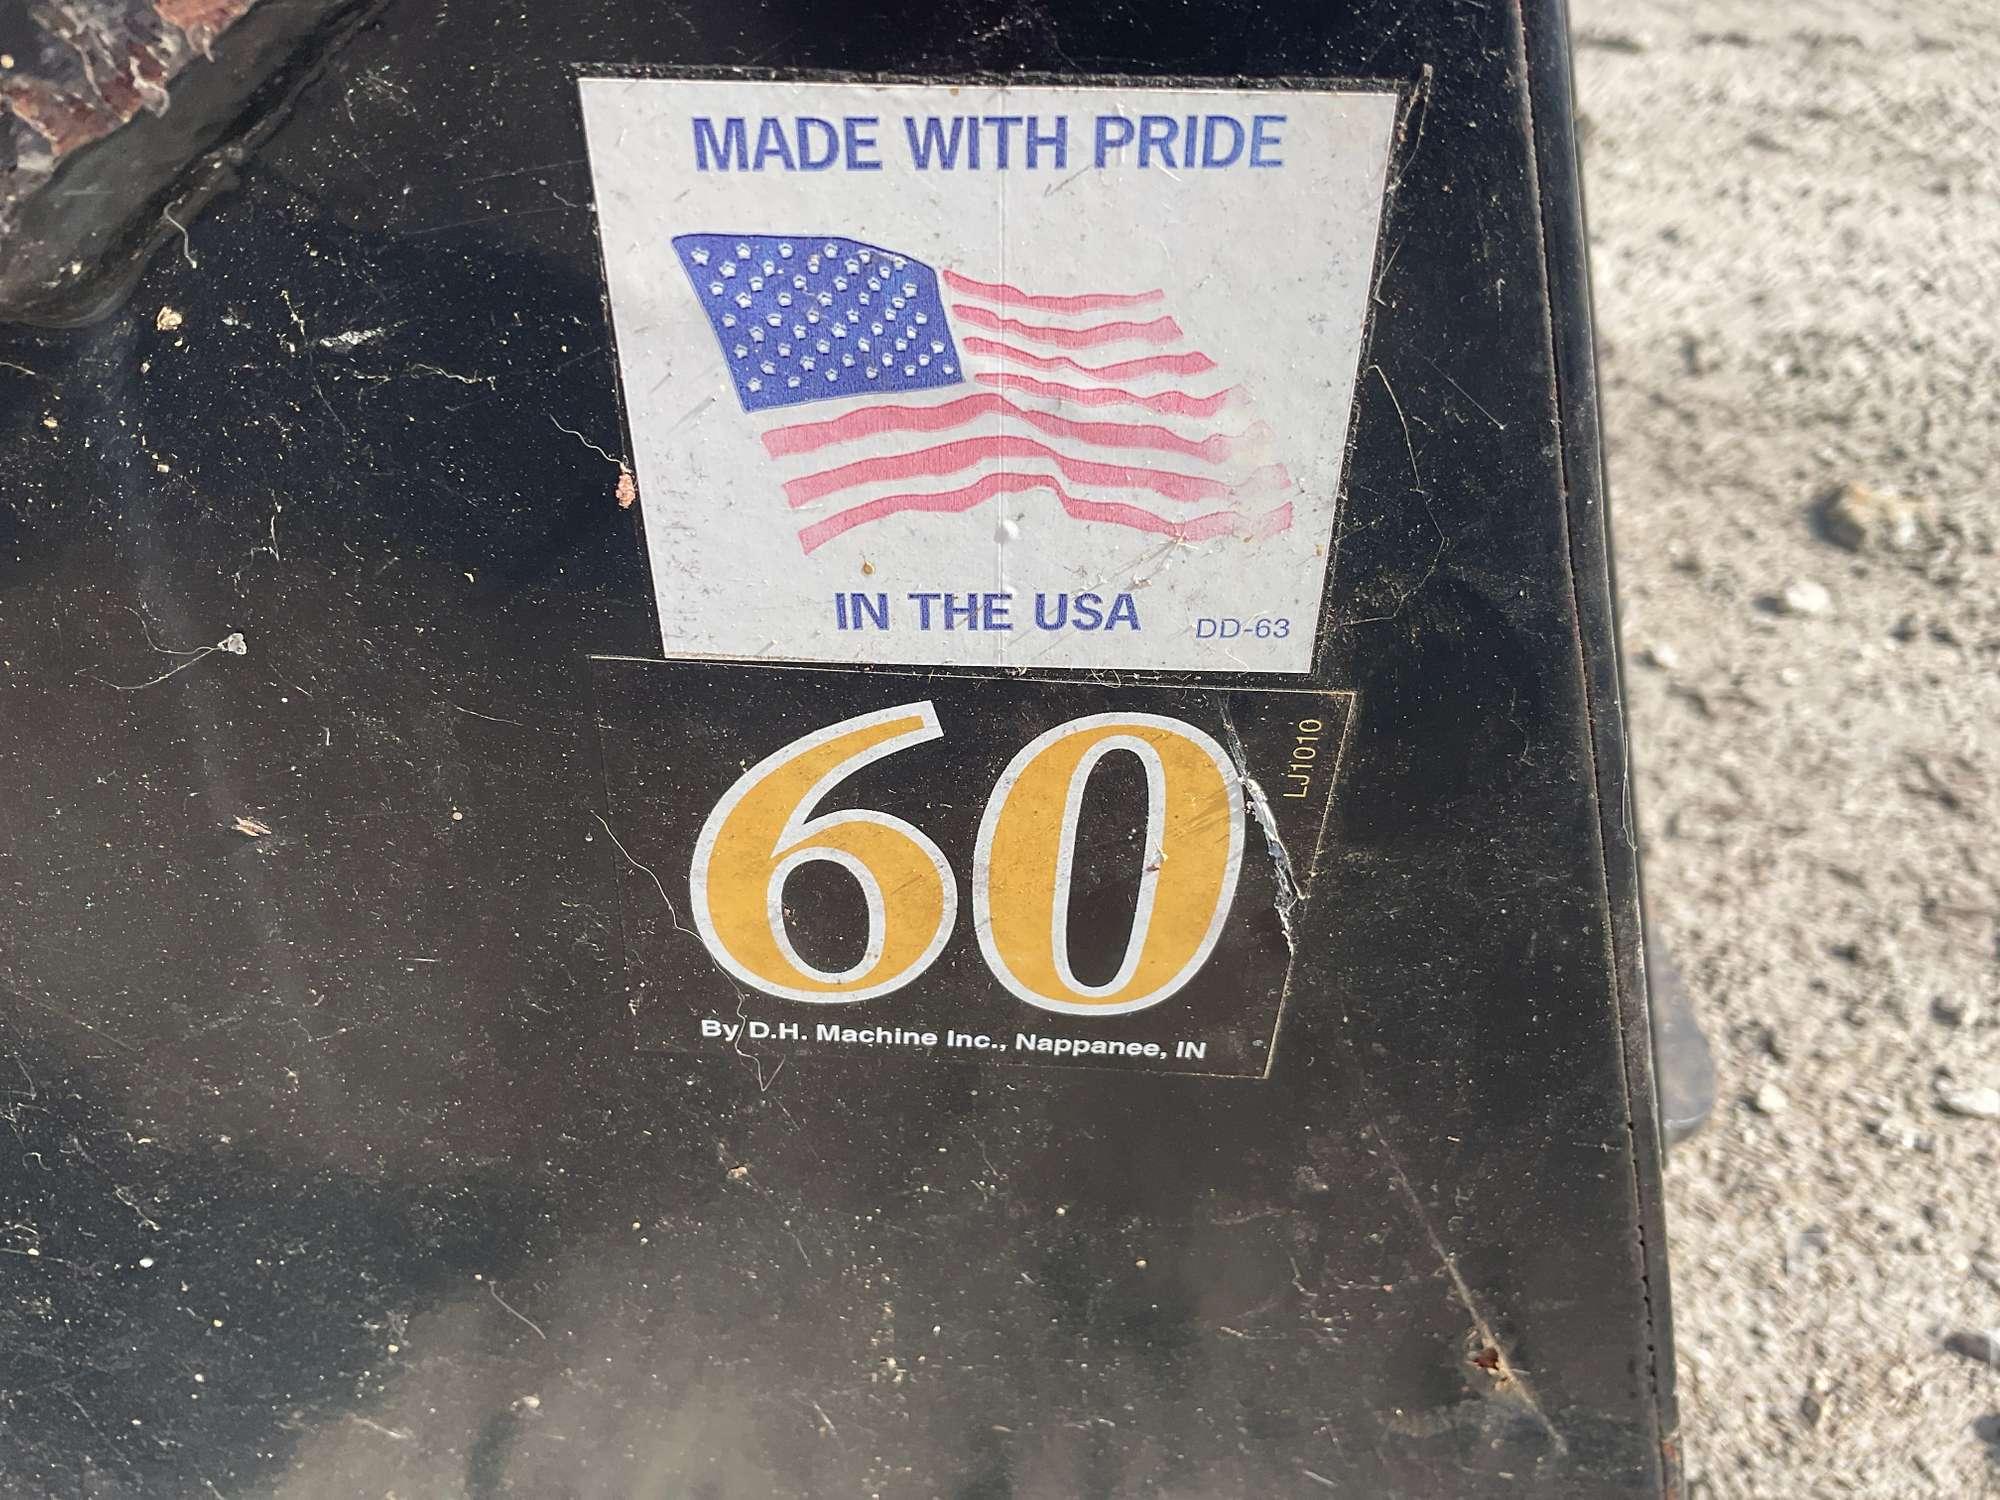 MADE WITH PRIDE
IN THE USA
DD-63
60
LJ1010
By D.H. Machine Inc., Nappanee, IN